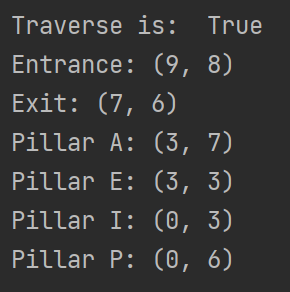 Traverse is:  True
Entrance: (9, 8)
Exit: (7, 6)
Pillar A: (3, 7)
Pillar E: (3, 3)
Pillar I: (0, 3)
Pillar P: (0, 6)